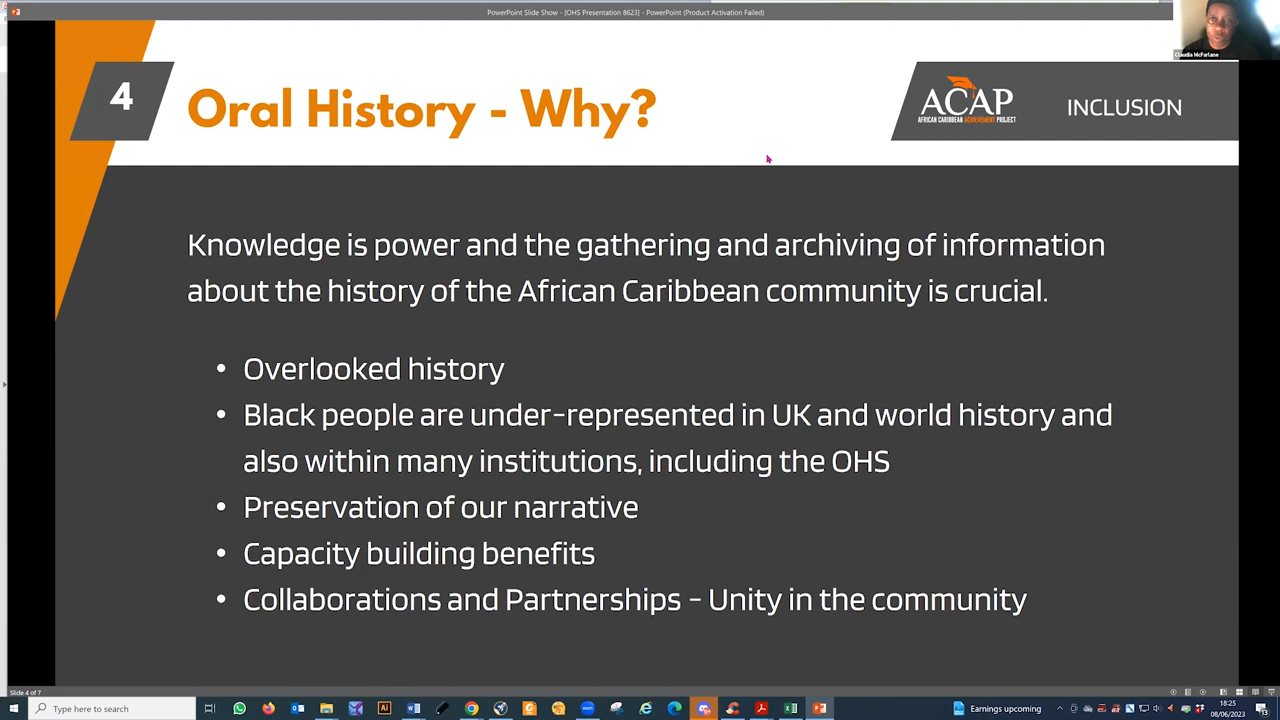 PowerPoint Slide Show - [OHS Presentation 8623] - PowerPoint (Product Activation Failed)
Claudia McFarlane
4
Oral History - Why?
ACAP
AFRICAN CARIBBEAN ACHIEVEMENT PROJECT
INCLUSION
Knowledge is power and the gathering and archiving of information
about the history of the African Caribbean community is crucial.
• Overlooked history
• Black people are under-represented in UK and world history and
also within many institutions, including the OHS
• Preservation of our narrative
• Capacity building benefits
• Collaborations and Partnerships - Unity in the community
Slide 4 of 7
Type here to search
Earnings upcoming
18:25
08/06/2023